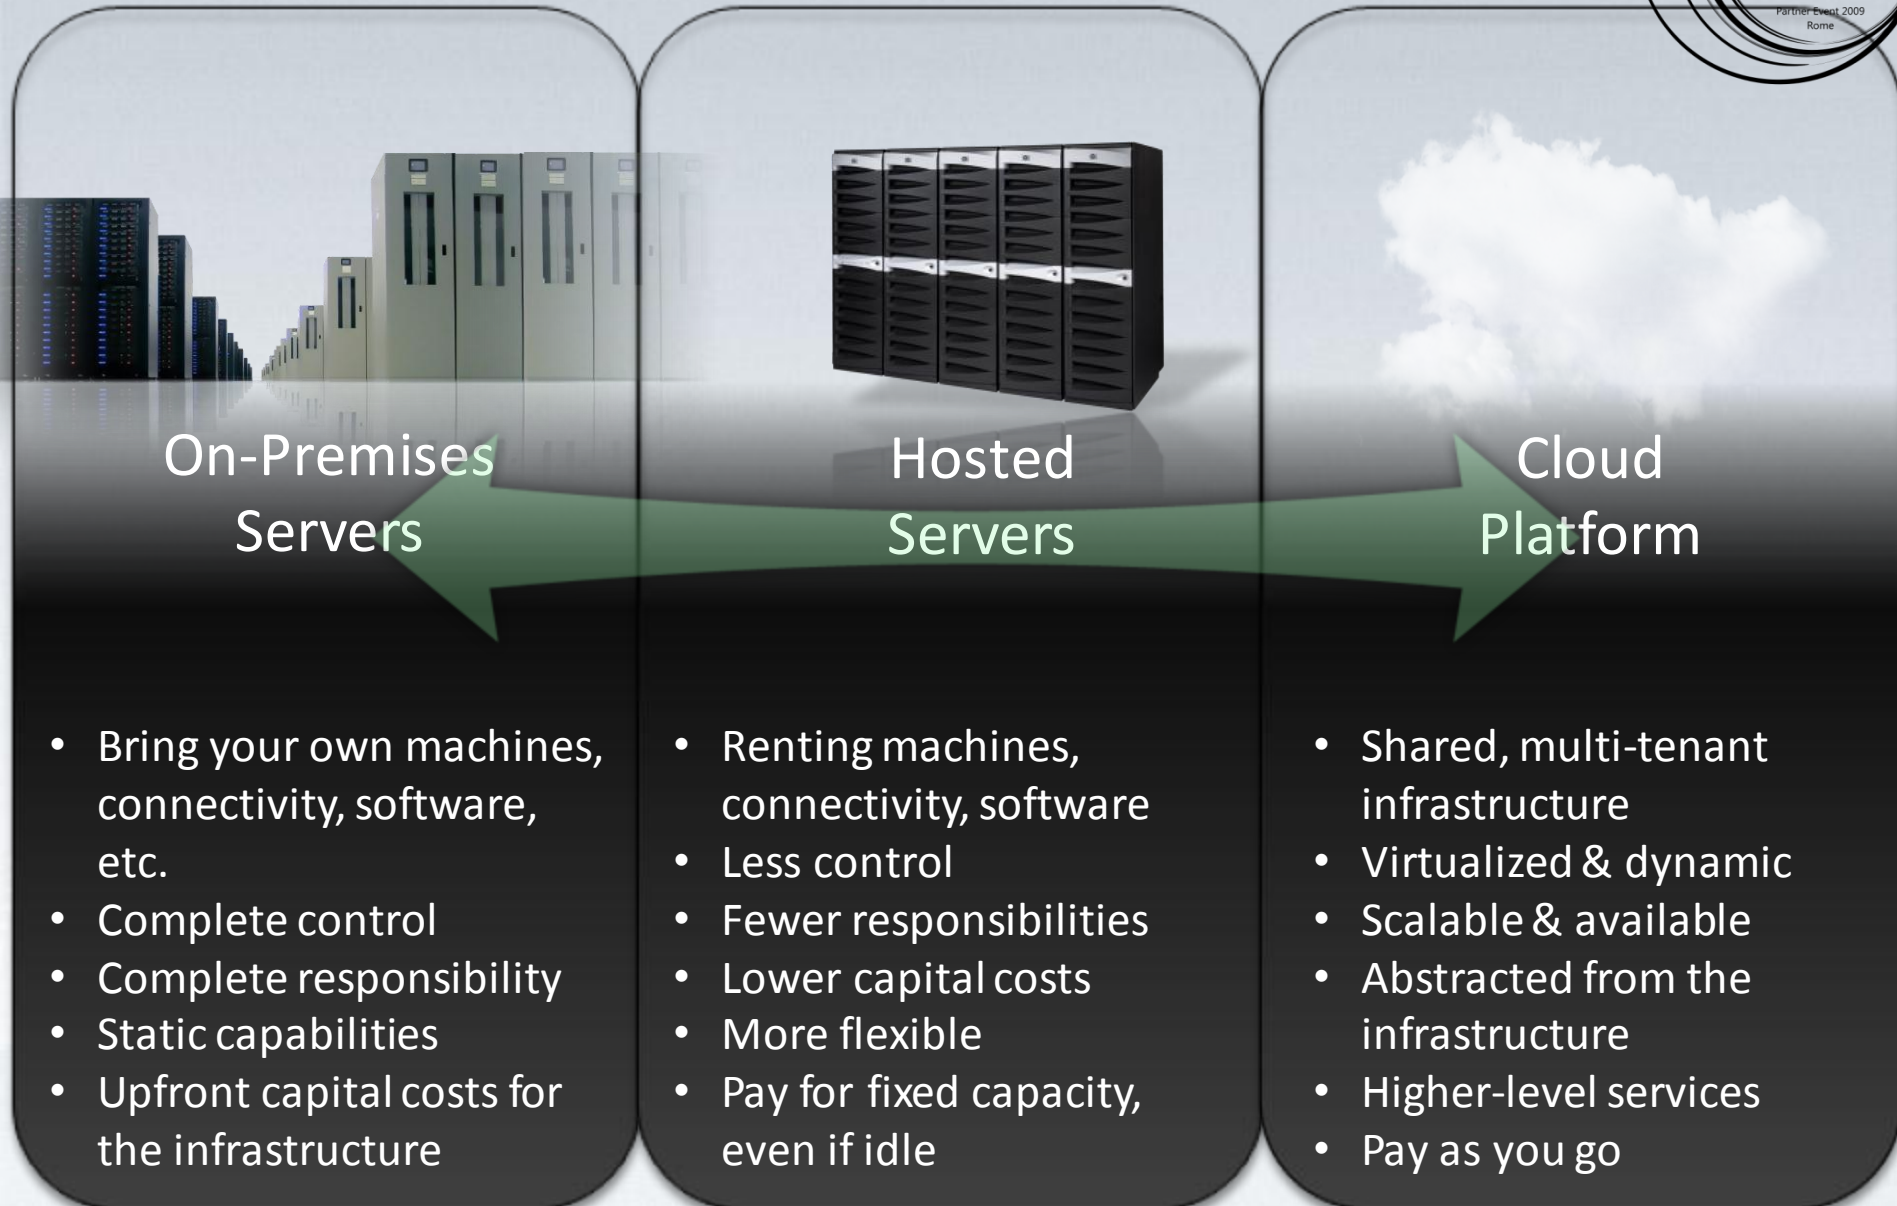 Partner Event 2009
Rome
On-Premises
Servers
• Bring your own machines,
connectivity, software,
etc.
• Complete control
• Complete responsibility
• Static capabilities
• Upfront capital costs for
the infrastructure
Hosted
Servers
• Renting machines,
connectivity, software
• Less control
• Fewer responsibilities
• Lower capital costs
• More flexible
• Pay for fixed capacity,
even if idle
Cloud
Platform
• Shared, multi-tenant
infrastructure
• Virtualized & dynamic
• Scalable & available
• Abstracted from the
infrastructure
• Higher-level services
• Pay as you go